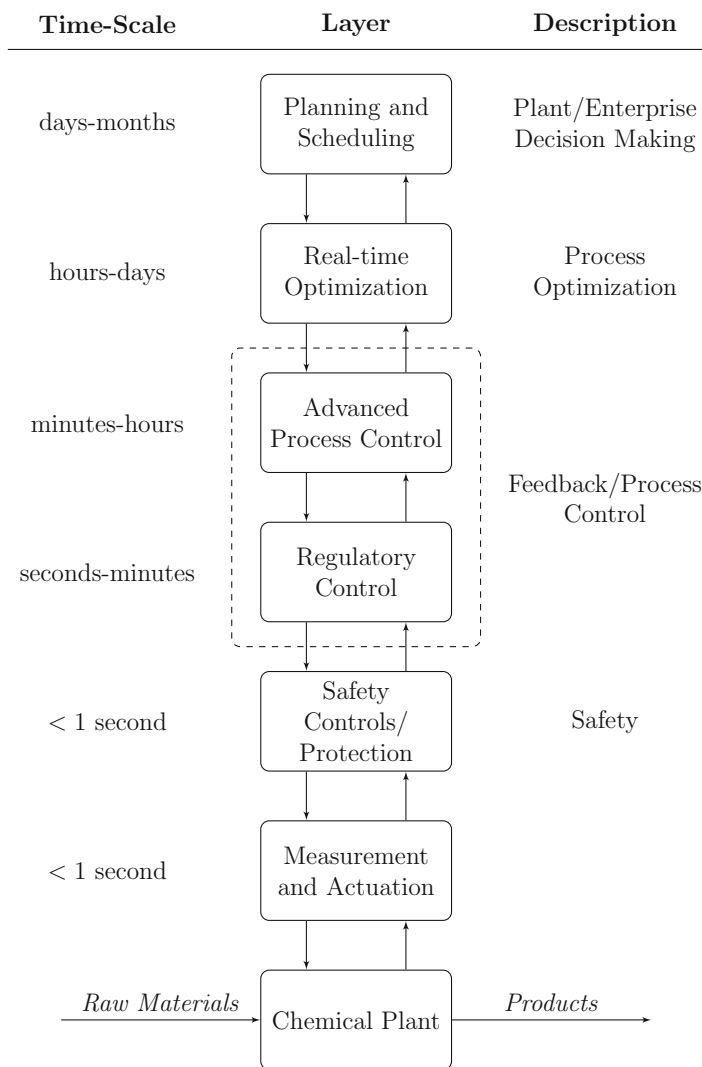 Time-Scale Layer Description
days-months
Planning and
Scheduling
Plant/Enterprise
Decision Making
hours-days
Real-time
Optimization
Process
Optimization
minutes-hours
Advanced
Process Control
Feedback/Process
Control
seconds-minutes
Regulatory
Control
< 1 second
Safety
Controls/
Protection
Safety
< 1 second
Measurement
and Actuation
Raw Materials
Chemical Plant
Products